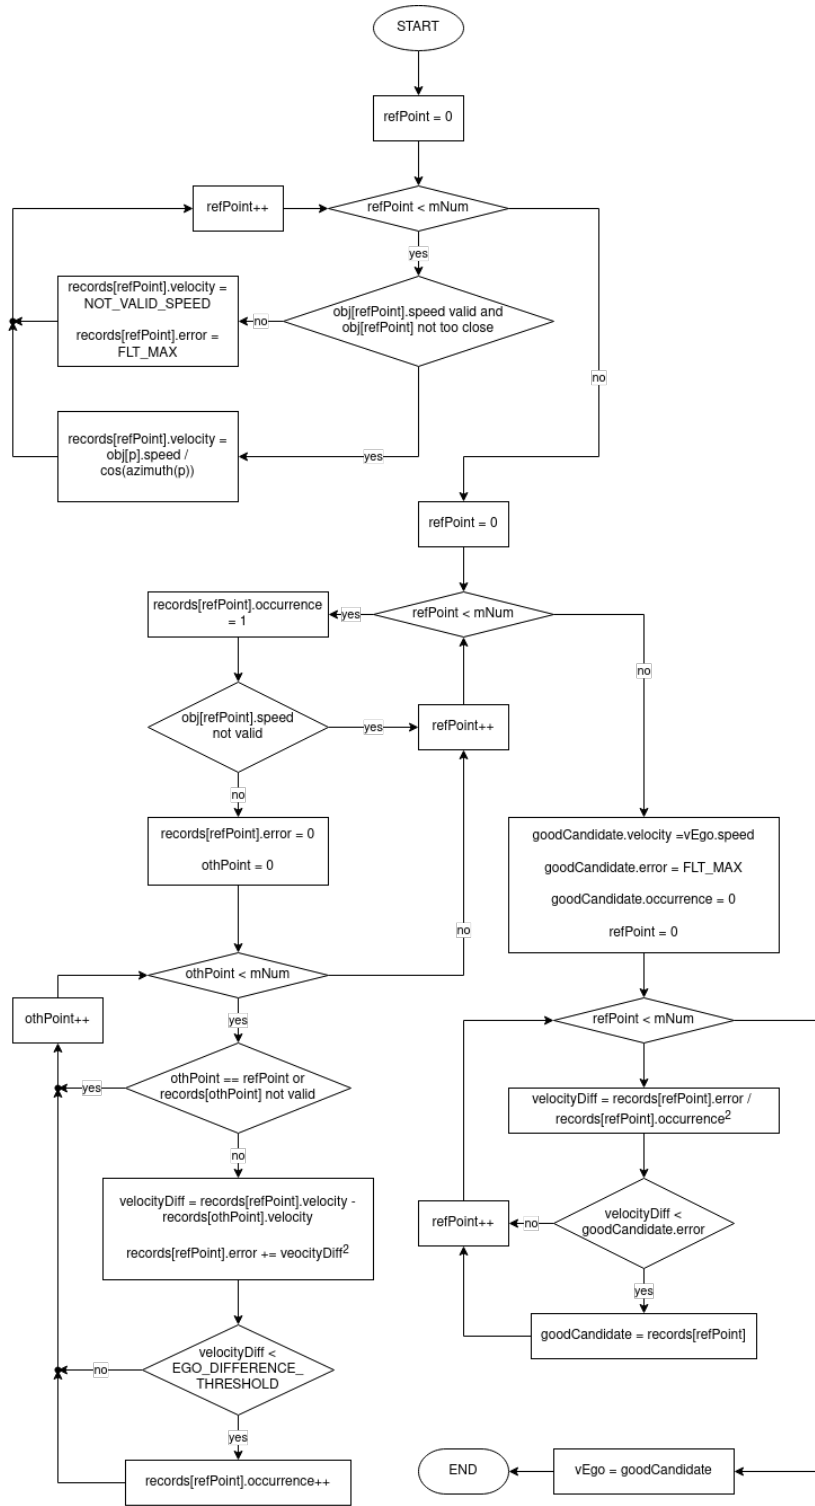 START
refPoint = 0
refPoint++
refPoint < mNum
yes
records[refPoint].velocity =
NOT_VALID_SPEED
records[refPoint].error =
FLT_MAX
no
obj[refPoint].speed valid and
obj[refPoint] not too close
no
records[refPoint].velocity =
obj[p].speed /
cos(azimuth(p))
yes
refPoint = 0
records[refPoint].occurrence
= 1
yes
refPoint < mNum
no
obj[refPoint].speed
not valid
yes
refPoint++
no
records[refPoint].error = 0
othPoint = 0
goodCandidate.velocity =vEgo.speed
goodCandidate.error = FLT_MAX
goodCandidate.occurrence = 0
refPoint = 0
no
othPoint < mNum
othPoint++
yes
refPoint < mNum
othPoint == refPoint or
records[othPoint] not valid
yes
velocityDiff = records[refPoint].error /
records[refPoint].occurrence²
no
velocityDiff = records[refPoint].velocity -
records[othPoint].velocity
records[refPoint].error += veocityDiff²
refPoint++
no
velocityDiff <
goodCandidate.error
yes
goodCandidate = records[refPoint]
velocityDiff <
EGO_DIFFERENCE_
THRESHOLD
no
yes
records[refPoint].occurrence++
END
vEgo = goodCandidate